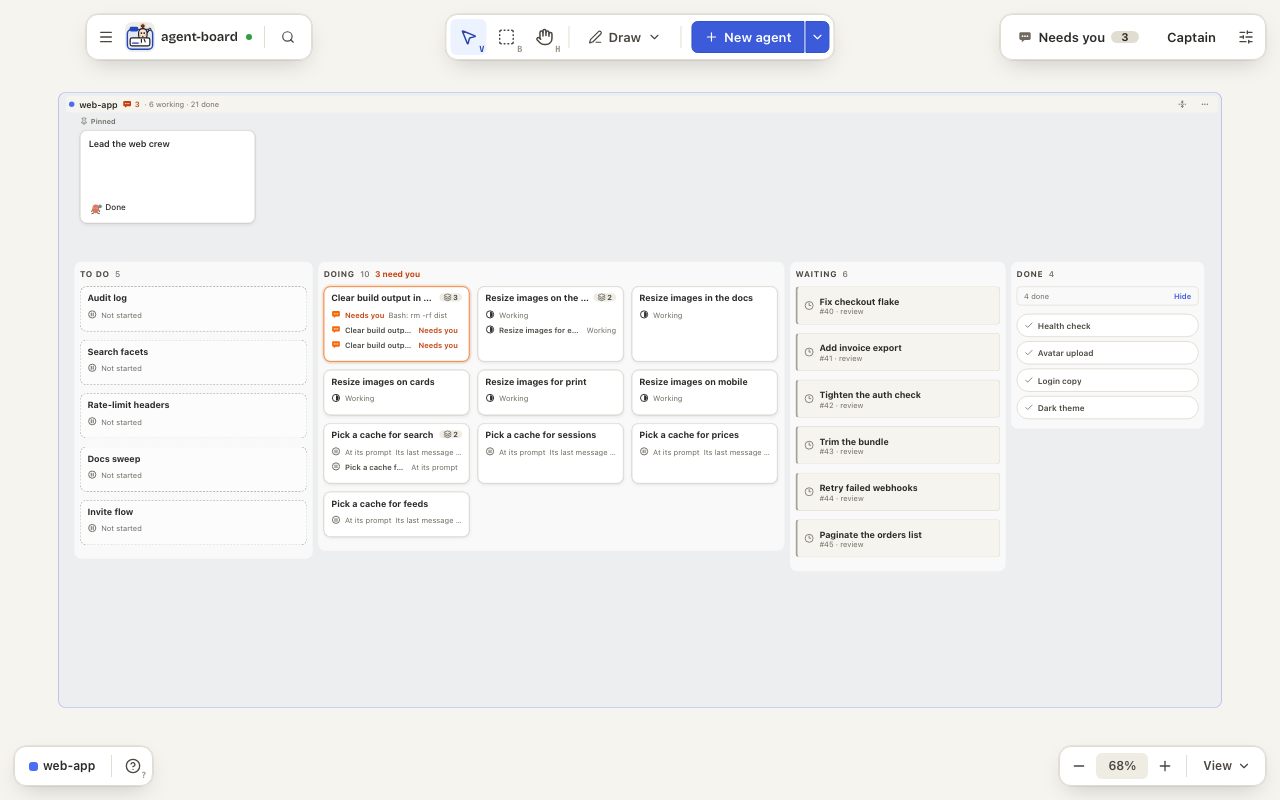 agent-board
V
B
H
Draw
New agent
Needs you 3
Captain
web-app 3 · 6 working · 21 done
Pinned
Lead the web crew
Done
TO DO 5
Audit log
Not started
Search facets
Not started
Rate-limit headers
Not started
Docs sweep
Not started
Invite flow
Not started
DOING 10 3 need you
Clear build output in ... 3
Needs you Bash: rm -rf dist
Clear build outp... Needs you
Clear build outp... Needs you
Resize images on the ... 2
Working
Resize images for e... Working
Resize images in the docs
Working
Resize images on cards
Working
Resize images for print
Working
Resize images on mobile
Working
Pick a cache for search 2
At its prompt Its last message ...
Pick a cache f... At its prompt
Pick a cache for sessions
At its prompt Its last message ...
Pick a cache for prices
At its prompt Its last message ...
Pick a cache for feeds
At its prompt Its last message ...
WAITING 6
Fix checkout flake
#40 · review
Add invoice export
#41 · review
Tighten the auth check
#42 · review
Trim the bundle
#43 · review
Retry failed webhooks
#44 · review
Paginate the orders list
#45 · review
DONE 4
4 done Hide
Health check
Avatar upload
Login copy
Dark theme
web-app
?
68%
View